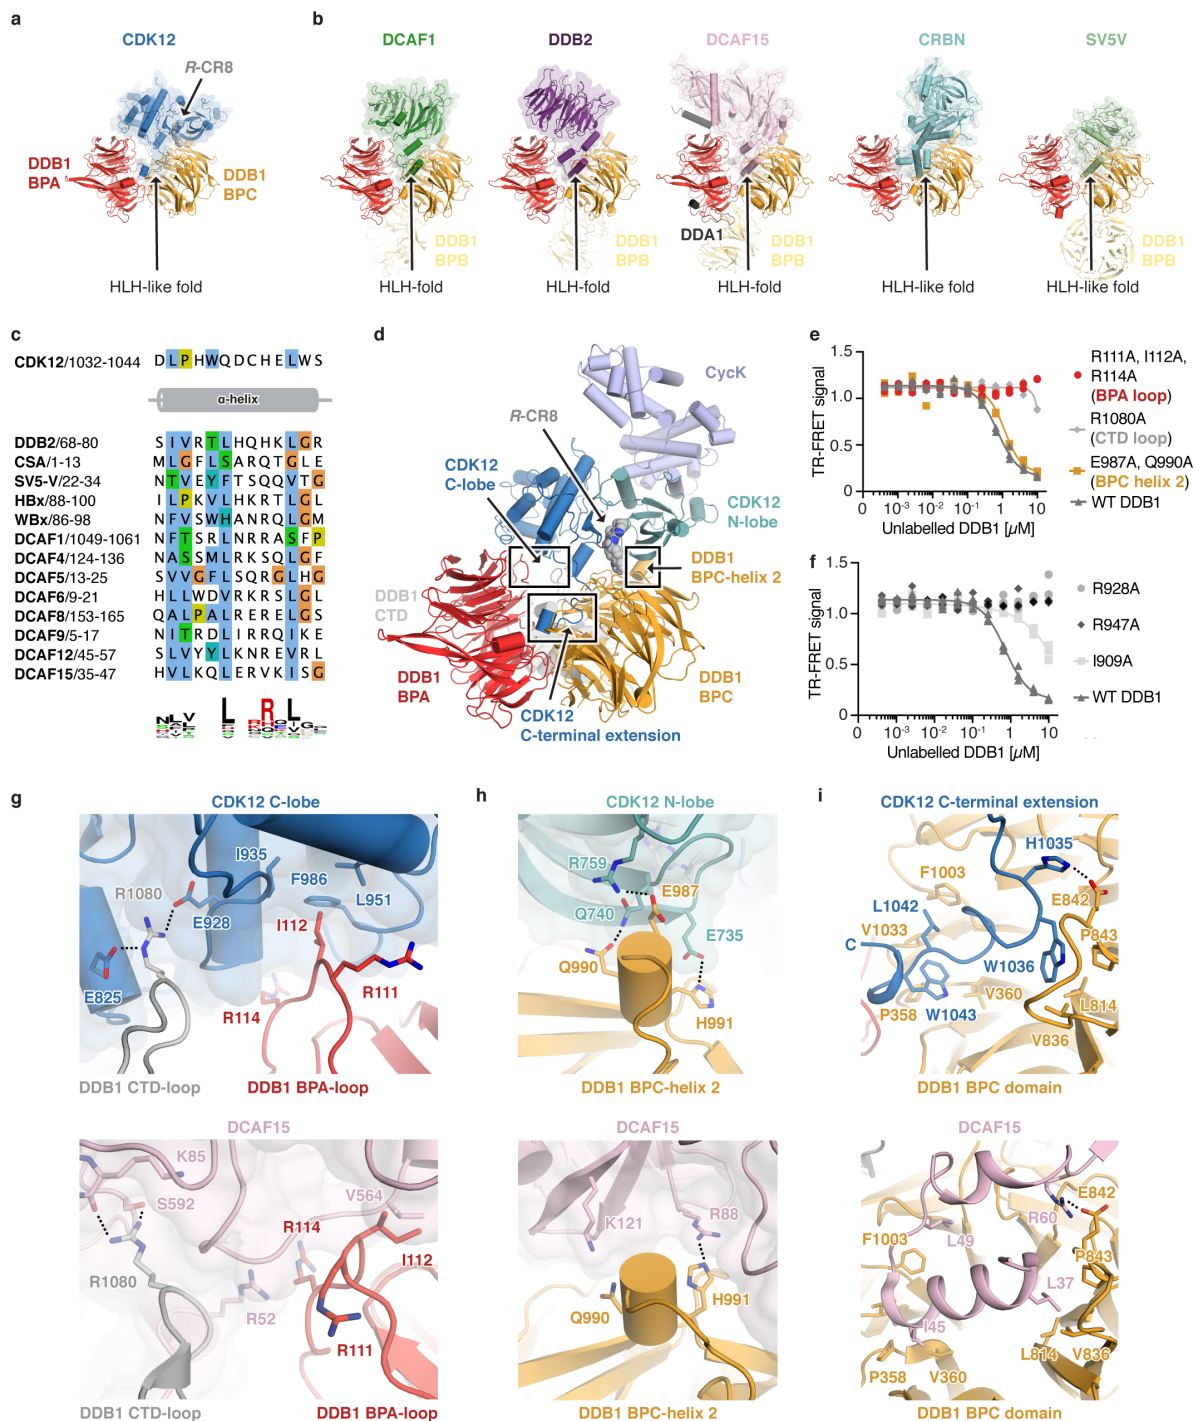 a
CDK12
R-CR8
DDB1
BPA
DDB1
BPC
HLH-like fold
b
DCAF1
DDB2
DCAF15
CRBN
SV5V
DDA1
DDB1
BPB
DDB1
BPB
DDB1
BPB
DDB1
BPB
HLH-fold
HLH-fold
HLH-fold
HLH-like fold
HLH-like fold
c
CDK12/1032-1044 DLPHWQDCHELWS
α-helix
DDB2/68-80 SIVRTLHQHKLGR
CSA/1-13 MLGFLSARQTGLE
SV5-V/22-34 NTVEYFTSQQVTG
HBx/88-100 ILPKVLHKRTLGL
WBx/86-98 NFVSWHANRQLGM
DCAF1/1049-1061 NFTSRLNRRASFP
DCAF4/124-136 NASSMLRKSQLGF
DCAF5/13-25 SVVGFLSQRGLHG
DCAF6/9-21 HLLWDVRKRSLGL
DCAF8/153-165 QALPALRERELGS
DCAF9/5-17 NITRDLIRRQIKE
DCAF12/45-57 SLVYYLKNREVRL
DCAF15/35-47 HVLKQLERVKISG
d
CycK
R-CR8
CDK12
C-lobe
CDK12
N-lobe
DDB1
BPC-helix 2
DDB1
CTD
DDB1
BPA
DDB1
BPC
CDK12
C-terminal extension
e
TR-FRET signal
1.5
1.0
0.5
0
0 10-3 10-2 10-1 1 10
Unlabelled DDB1 [µM]
R111A, I112A,
R114A
(BPA loop)
R1080A
(CTD loop)
E987A, Q990A
(BPC helix 2)
WT DDB1
f
TR-FRET signal
1.5
1.0
0.5
0
0 10-3 10-2 10-1 1 10
Unlabelled DDB1 [µM]
R928A
R947A
I909A
WT DDB1
g
CDK12 C-lobe
I935
R1080
F986
L951
E928
I112
E825
R111
R114
DDB1 CTD-loop
DDB1 BPA-loop
DCAF15
K85
S592
V564
R114
I112
R1080
R52
R111
DDB1 CTD-loop
DDB1 BPA-loop
h
CDK12 N-lobe
R759
E987
Q740
E735
Q990
H991
DDB1 BPC-helix 2
DCAF15
K121
R88
Q990
H991
DDB1 BPC-helix 2
i
CDK12 C-terminal extension
H1035
F1003
E842
L1042
V1033
P843
C
W1036
V360
L814
P358
W1043
V836
DDB1 BPC domain
DCAF15
E842
R60
F1003
L49
P843
L37
I45
L814
V836
P358
V360
DDB1 BPC domain